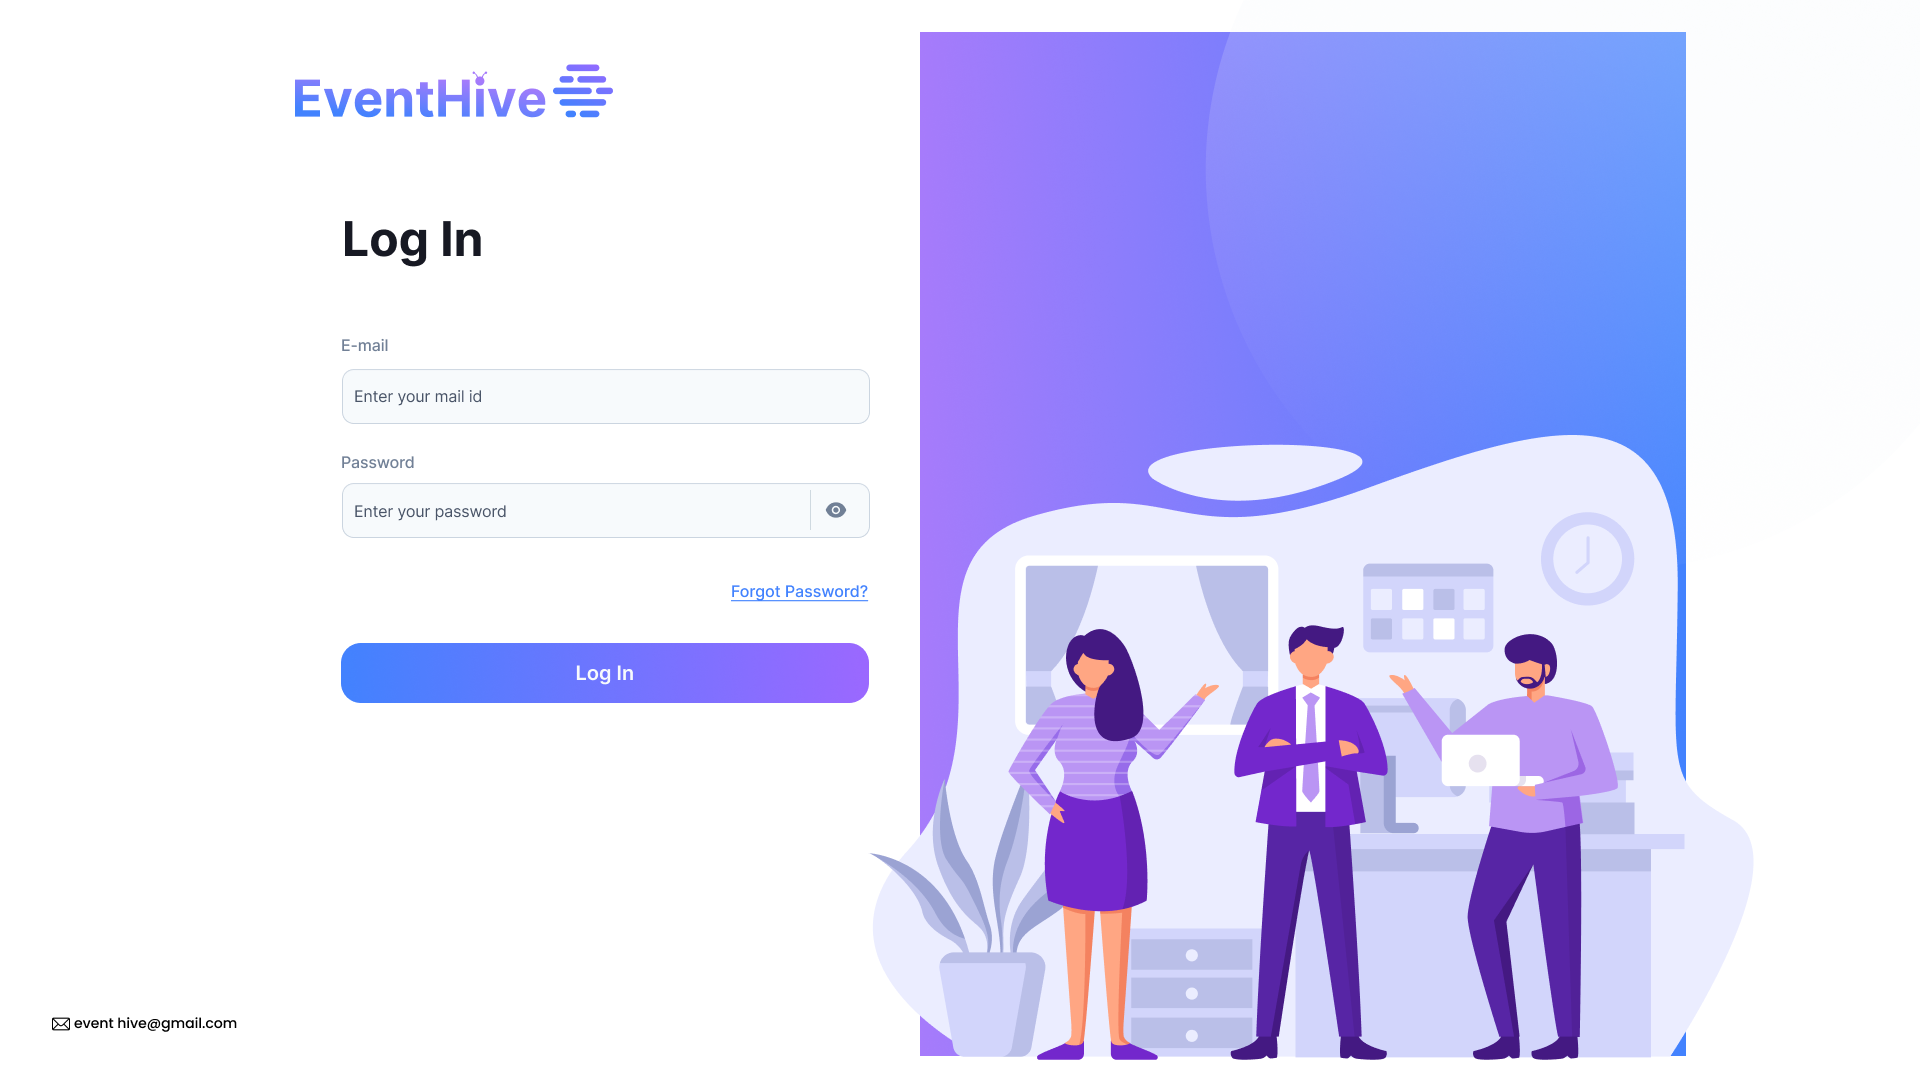 EventHive
Log In
E-mail
Enter your mail id
Password
Enter your password
Forgot Password?
Log In
event hive@gmail.com